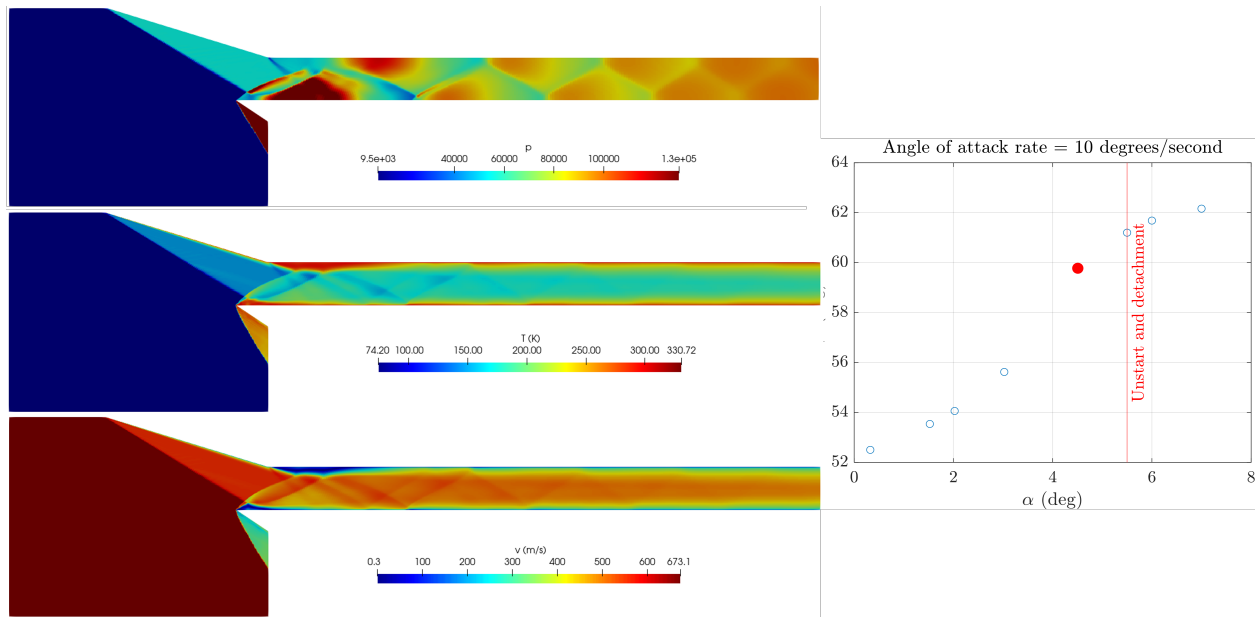 p
9.5e+03 40000 60000 80000 100000 1.3e+05
T (K)
74.20 100.00 150.00 200.00 250.00 300.00 330.72
v (m/s)
0.3 100 200 300 400 500 600 673.1
Angle of attack rate = 10 degrees/second
64
62
60
58
56
54
52
0 2 4 6 8
α (deg)
Unstart and detachment